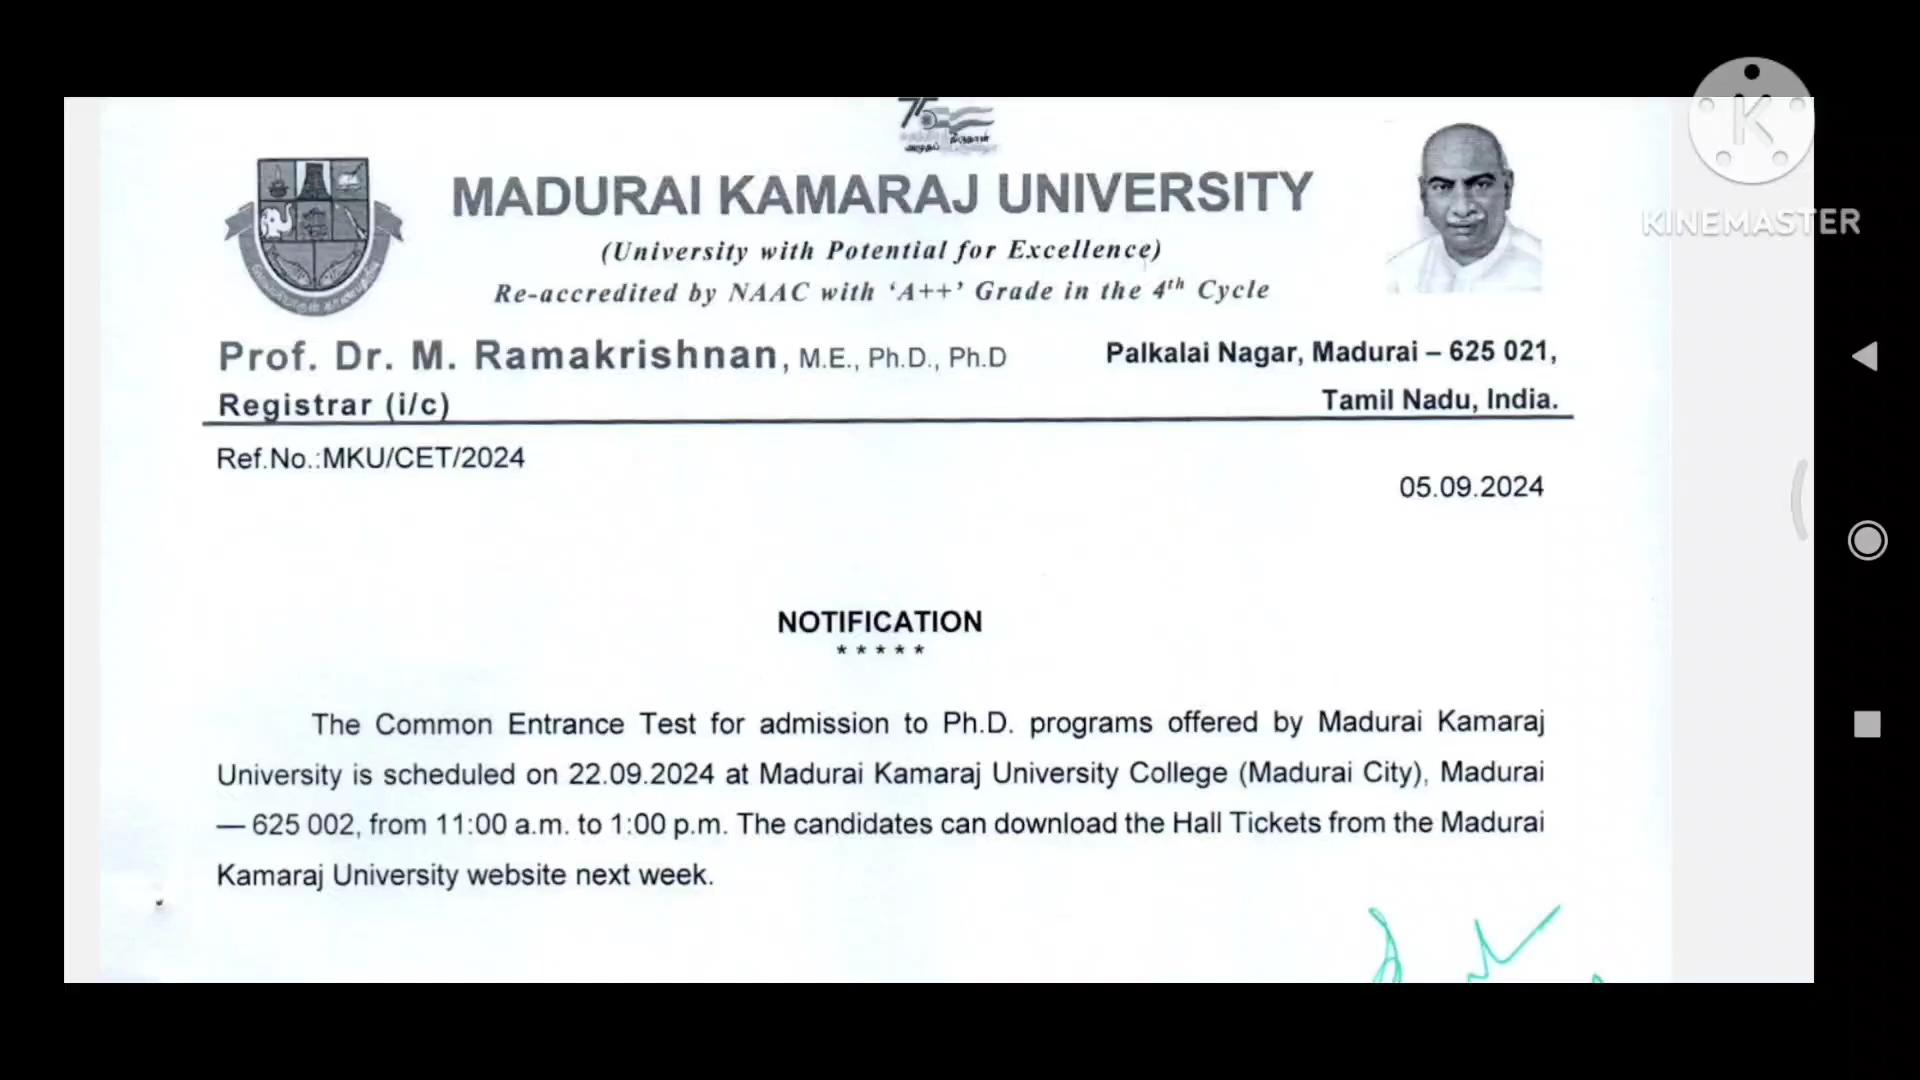 75
அமுதப் திருநாள்
MADURAI KAMARAJ UNIVERSITY
(University with Potential for Excellence)
Re-accredited by NAAC with ‘A++’ Grade in the 4th Cycle
Prof. Dr. M. Ramakrishnan, M.E., Ph.D., Ph.D
Registrar (i/c)
Palkalai Nagar, Madurai – 625 021,
Tamil Nadu, India.
Ref.No.:MKU/CET/2024
05.09.2024
NOTIFICATION
* * * * *
The Common Entrance Test for admission to Ph.D. programs offered by Madurai Kamaraj
University is scheduled on 22.09.2024 at Madurai Kamaraj University College (Madurai City), Madurai
— 625 002, from 11:00 a.m. to 1:00 p.m. The candidates can download the Hall Tickets from the Madurai
Kamaraj University website next week.
K
KINEMASTER